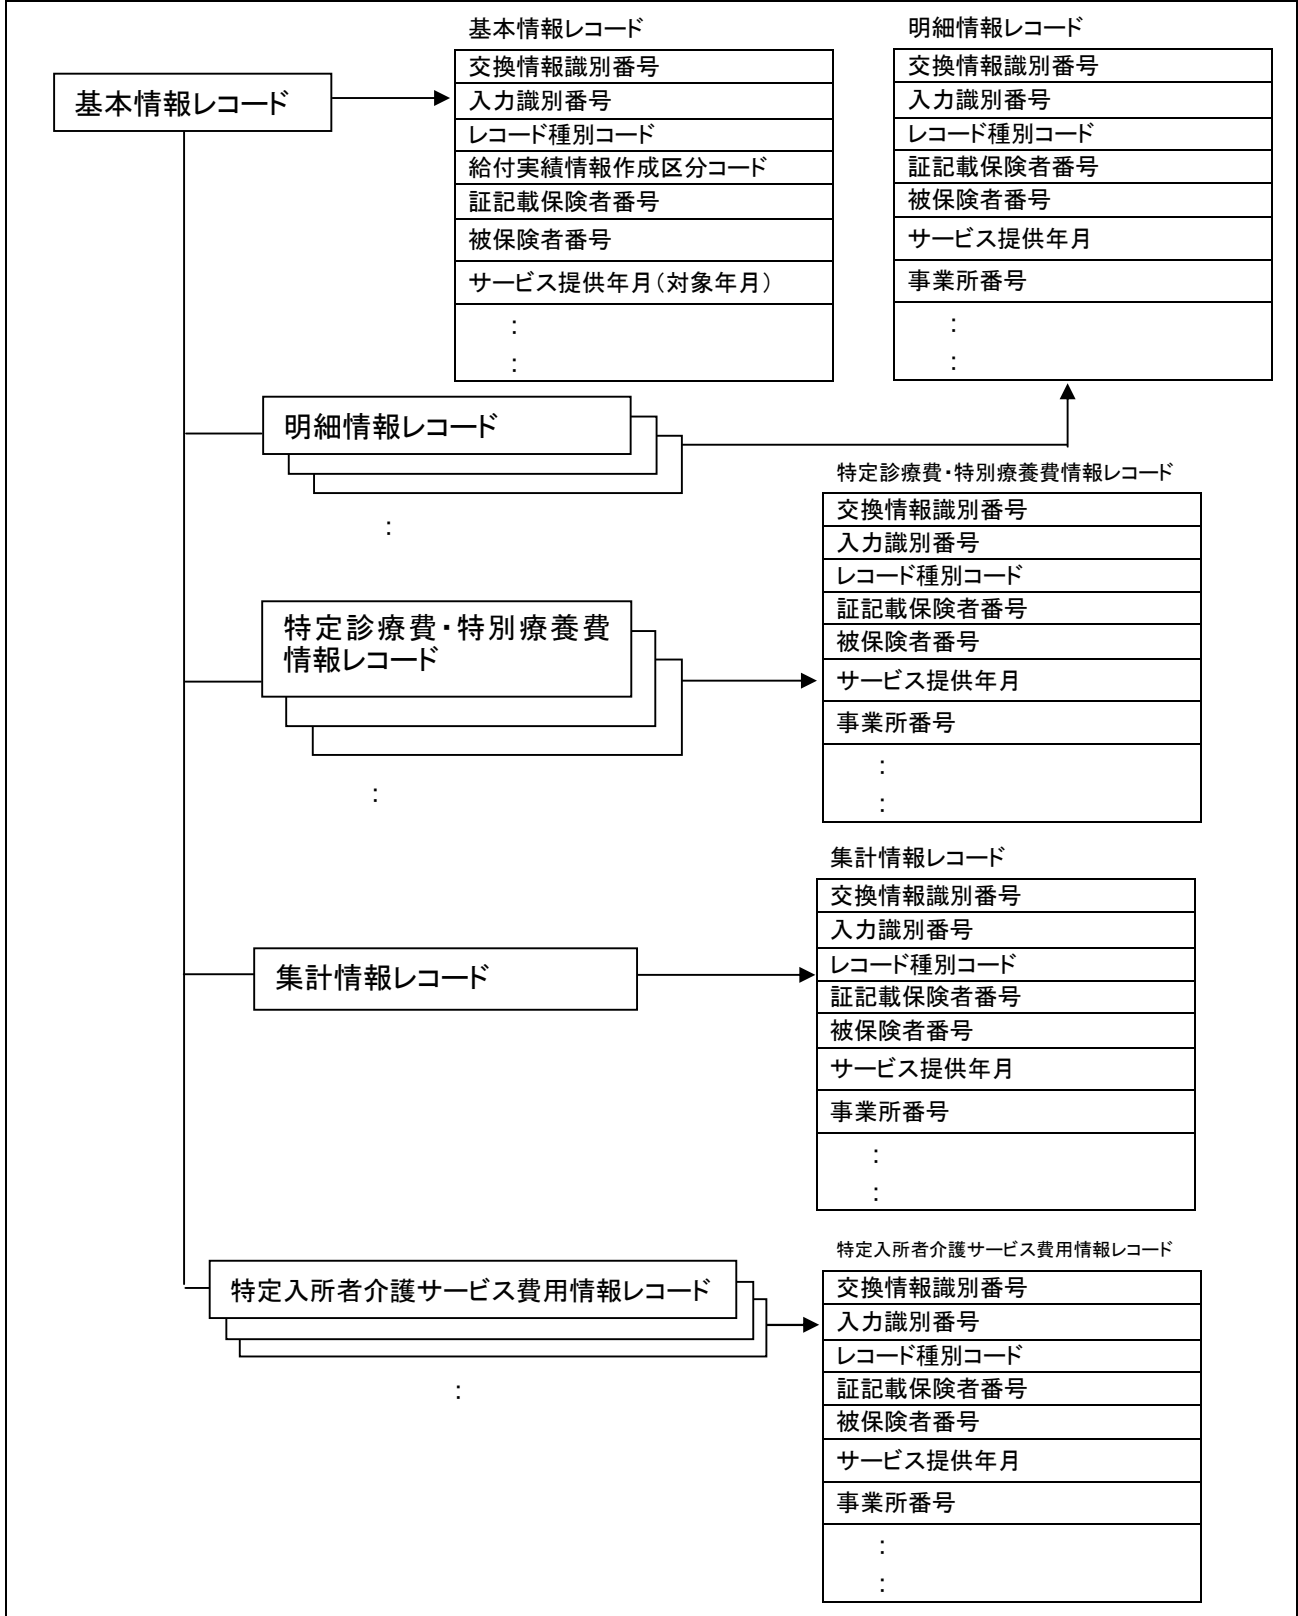 基本情報レコード
基本情報レコード
交換情報識別番号
入力識別番号
レコード種別コード
給付実績情報作成区分コード
証記載保険者番号
被保険者番号
サービス提供年月(対象年月)
:
:
明細情報レコード
交換情報識別番号
入力識別番号
レコード種別コード
証記載保険者番号
被保険者番号
サービス提供年月
事業所番号
:
:
明細情報レコード
:
特定診療費・特別療養費
情報レコード
:
特定診療費・特別療養費情報レコード
交換情報識別番号
入力識別番号
レコード種別コード
証記載保険者番号
被保険者番号
サービス提供年月
事業所番号
:
:
集計情報レコード
集計情報レコード
交換情報識別番号
入力識別番号
レコード種別コード
証記載保険者番号
被保険者番号
サービス提供年月
事業所番号
:
:
特定入所者介護サービス費用情報レコード
:
特定入所者介護サービス費用情報レコード
交換情報識別番号
入力識別番号
レコード種別コード
証記載保険者番号
被保険者番号
サービス提供年月
事業所番号
:
: